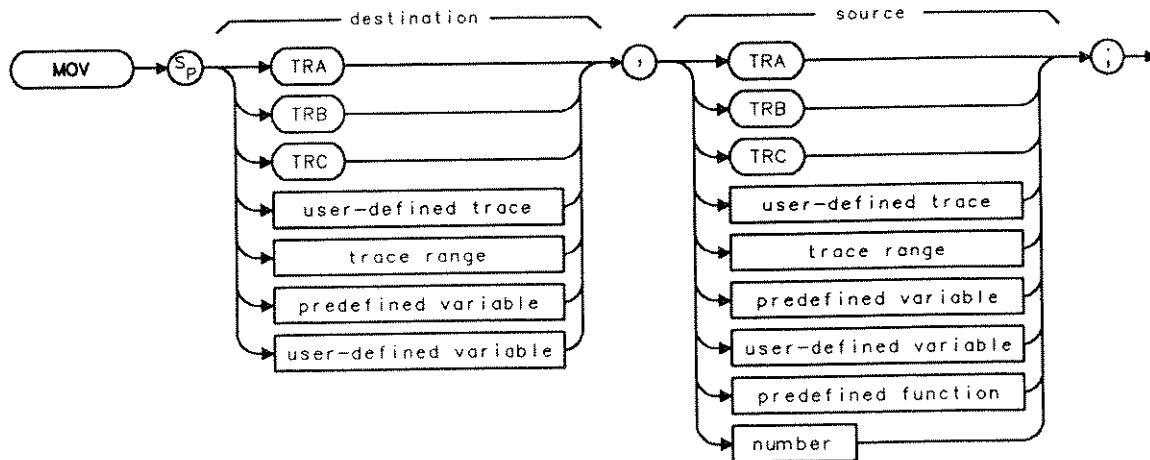 destination
source
MOV
SP
TRA
TRB
TRC
user-defined trace
trace range
predefined variable
user-defined variable
,
TRA
TRB
TRC
user-defined trace
trace range
predefined variable
user-defined variable
predefined function
number
;